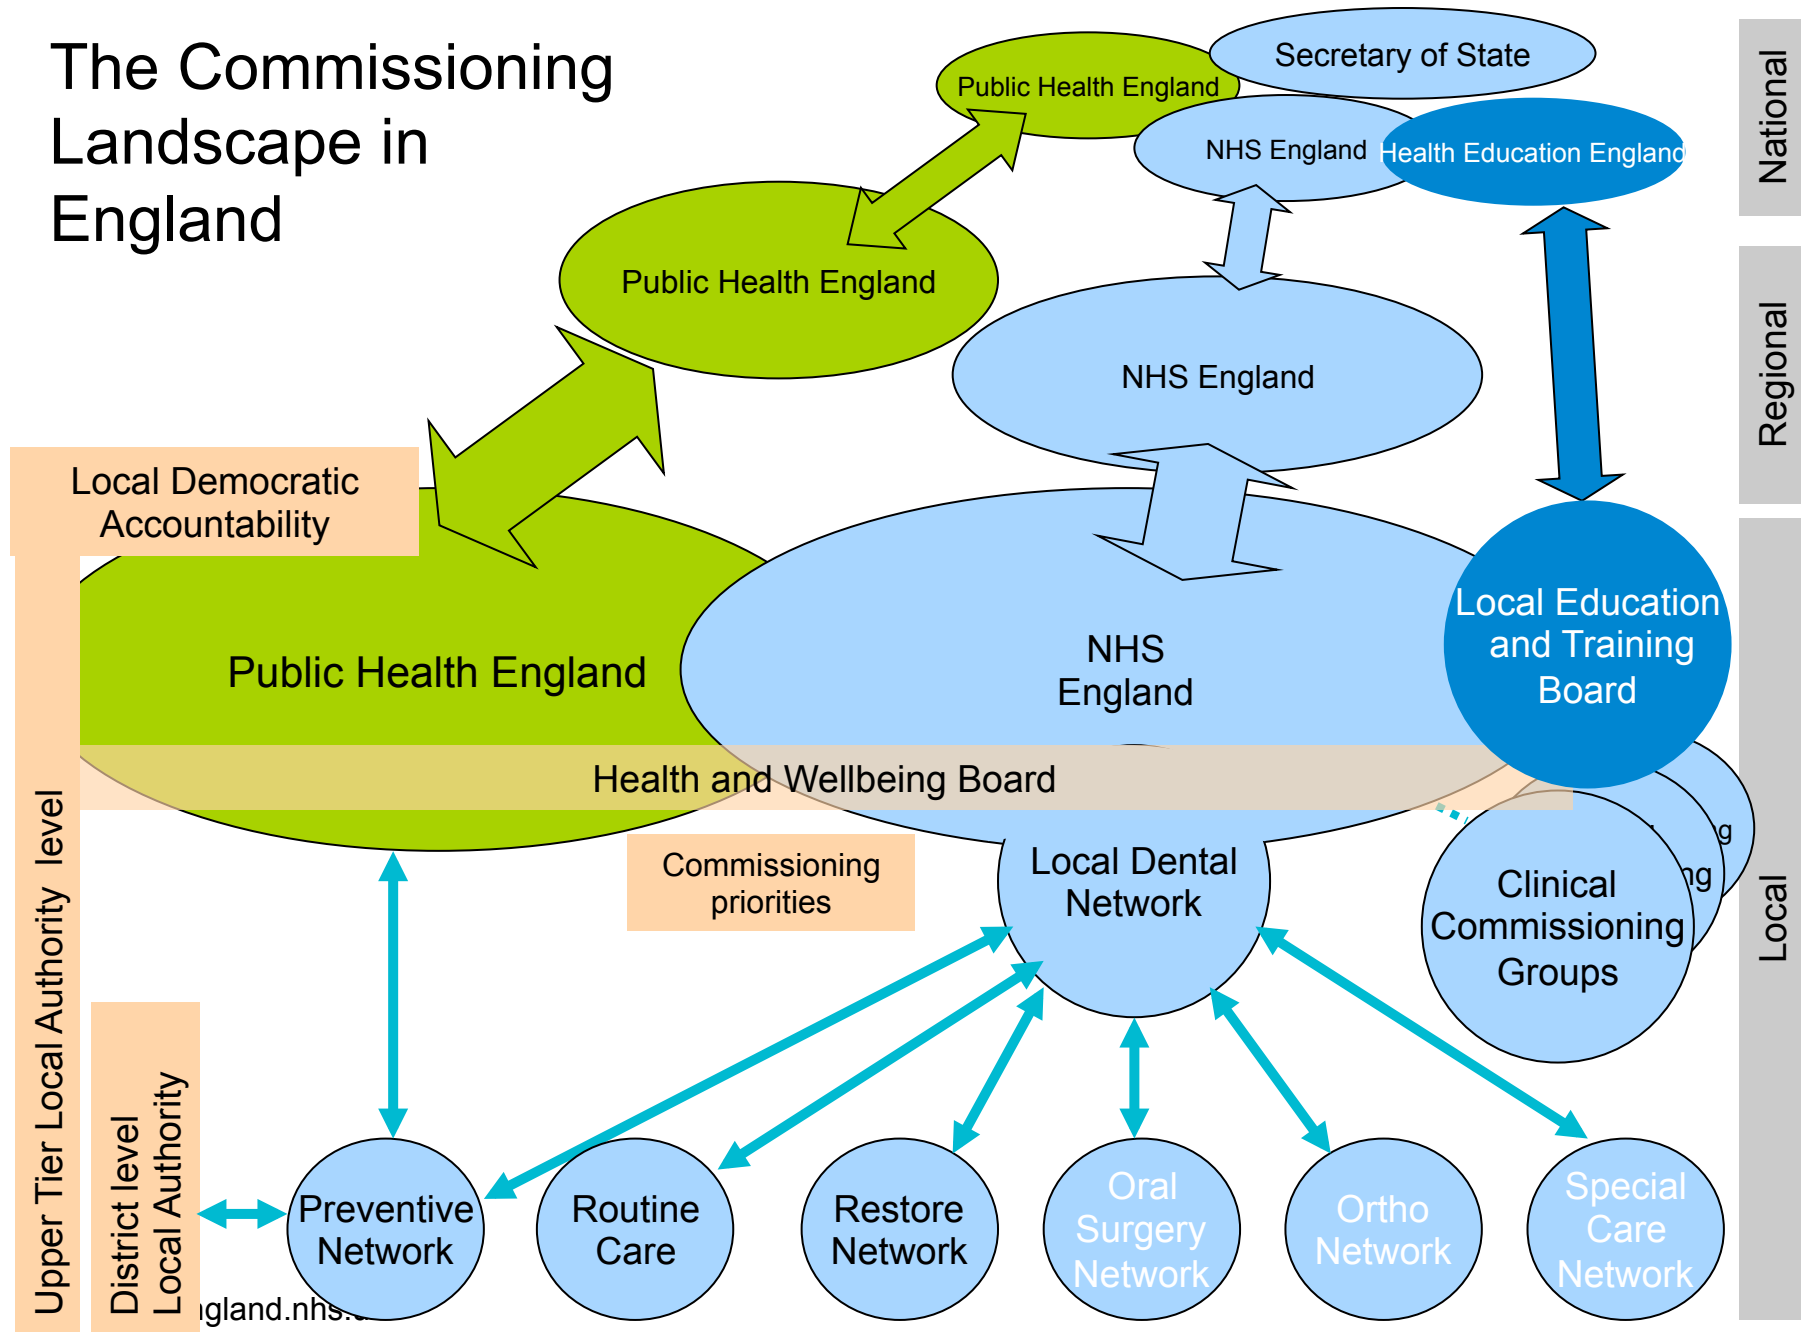 The Commissioning
Landscape in
England
Secretary of State
Public Health England
NHS England
Health Education England
National
Public Health England
NHS England
Regional
Local Democratic
Accountability
Public Health England
NHS
England
Local Education
and Training
Board
Health and Wellbeing Board
Commissioning
priorities
Local Dental
Network
Clinical
Commissioning
Groups
g
ng
Local
Upper Tier Local Authority level
District level
Local Authority
Preventive
Network
Routine
Care
Restore
Network
Oral
Surgery
Network
Ortho
Network
Special
Care
Network
gland.nhs.